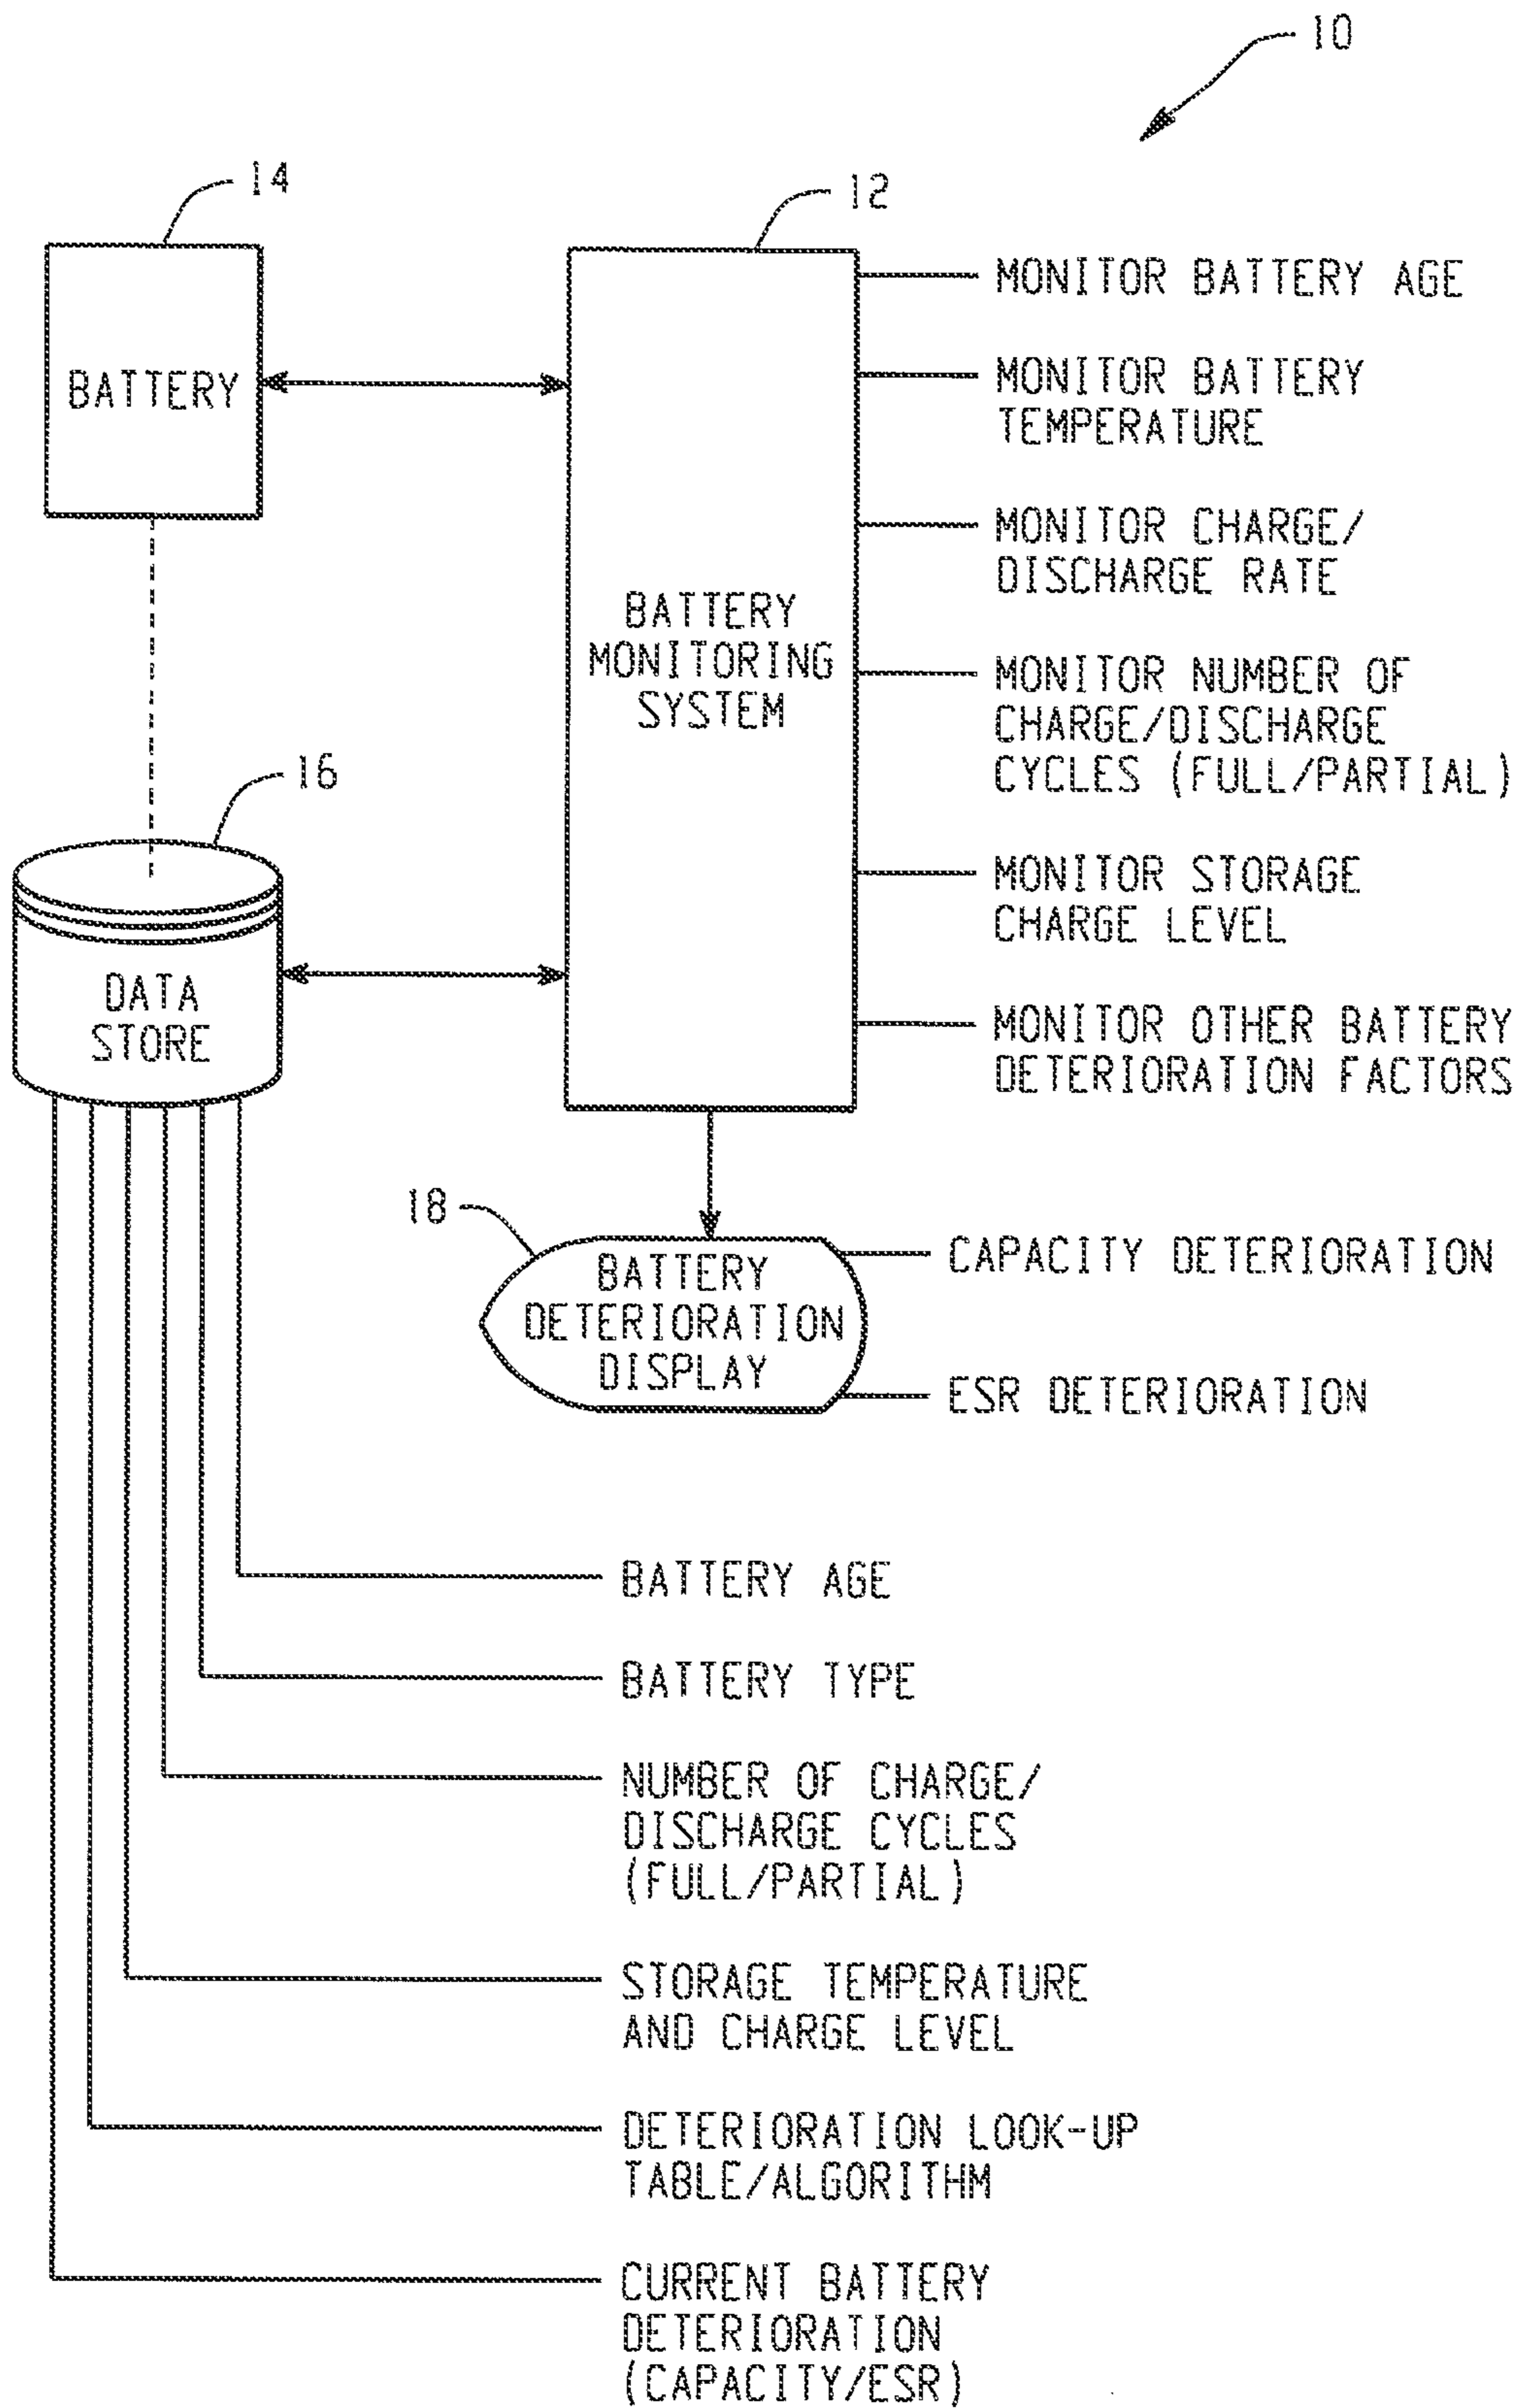 10
14
12
BATTERY
BATTERY
MONITORING
SYSTEM
MONITOR BATTERY AGE
MONITOR BATTERY
TEMPERATURE
MONITOR CHARGE/
DISCHARGE RATE
MONITOR NUMBER OF
CHARGE/DISCHARGE
CYCLES (FULL/PARTIAL)
MONITOR STORAGE
CHARGE LEVEL
MONITOR OTHER BATTERY
DETERIORATION FACTORS
16
DATA
STORE
18
BATTERY
DETERIORATION
DISPLAY
CAPACITY DETERIORATION
ESR DETERIORATION
BATTERY AGE
BATTERY TYPE
NUMBER OF CHARGE/
DISCHARGE CYCLES
(FULL/PARTIAL)
STORAGE TEMPERATURE
AND CHARGE LEVEL
DETERIORATION LOOK-UP
TABLE/ALGORITHM
CURRENT BATTERY
DETERIORATION
(CAPACITY/ESR)